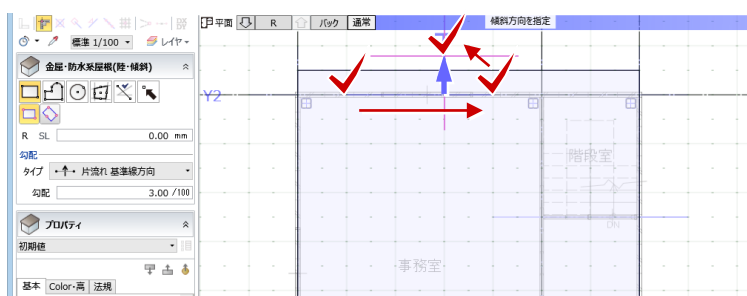 平面 R バック 通常 傾斜方向を指定
標準 1/100 レイヤ
金属・防水系屋根(陸・傾斜)
R SL 0.00 mm
勾配
タイプ 片流れ 基準線方向
勾配 3.00 /100
プロパティ
初期値
基本 Color・高 法規
Y2
階段室
DN
事務室